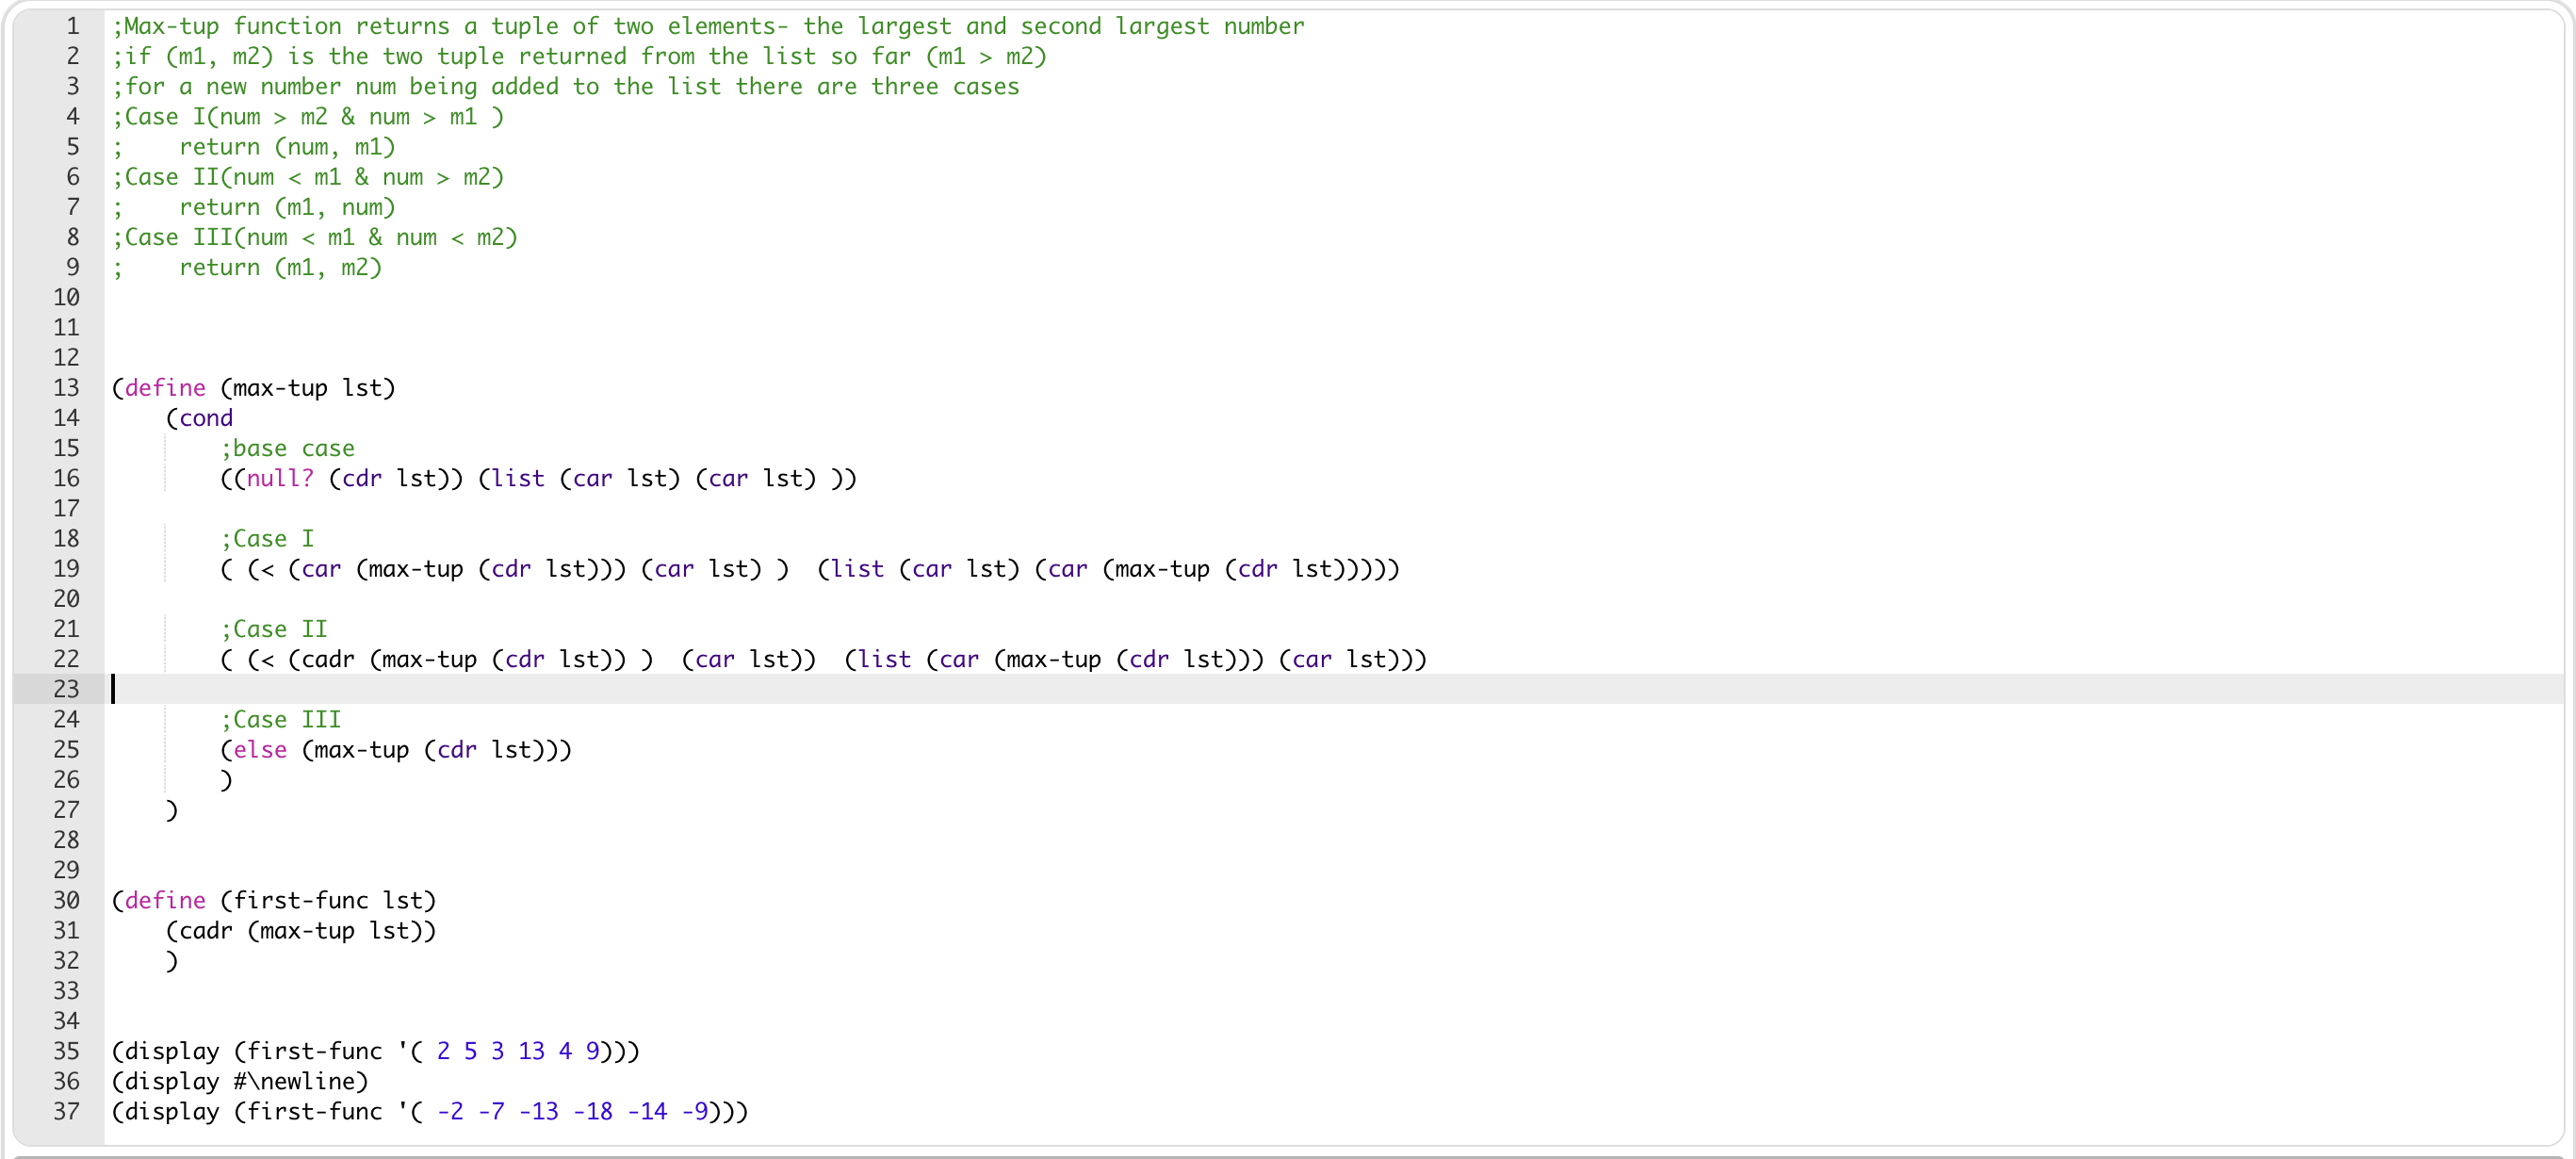 1 ;Max-tup function returns a tuple of two elements- the largest and second largest number
2 ;if (m1, m2) is the two tuple returned from the list so far (m1 > m2)
3 ;for a new number num being added to the list there are three cases
4 ;Case I(num > m2 & num > m1 )
5 ;    return (num, m1)
6 ;Case II(num < m1 & num > m2)
7 ;    return (m1, num)
8 ;Case III(num < m1 & num < m2)
9 ;    return (m1, m2)
10
11
12
13 (define (max-tup lst)
14     (cond
15         ;base case
16         ((null? (cdr lst)) (list (car lst) (car lst) ))
17
18         ;Case I
19         ( (< (car (max-tup (cdr lst))) (car lst) )  (list (car lst) (car (max-tup (cdr lst)))))
20
21         ;Case II
22         ( (< (cadr (max-tup (cdr lst)) )  (car lst))  (list (car (max-tup (cdr lst))) (car lst)))
23
24         ;Case III
25         (else (max-tup (cdr lst)))
26         )
27     )
28
29
30 (define (first-func lst)
31     (cadr (max-tup lst))
32     )
33
34
35 (display (first-func '( 2 5 3 13 4 9)))
36 (display #\newline)
37 (display (first-func '( -2 -7 -13 -18 -14 -9)))